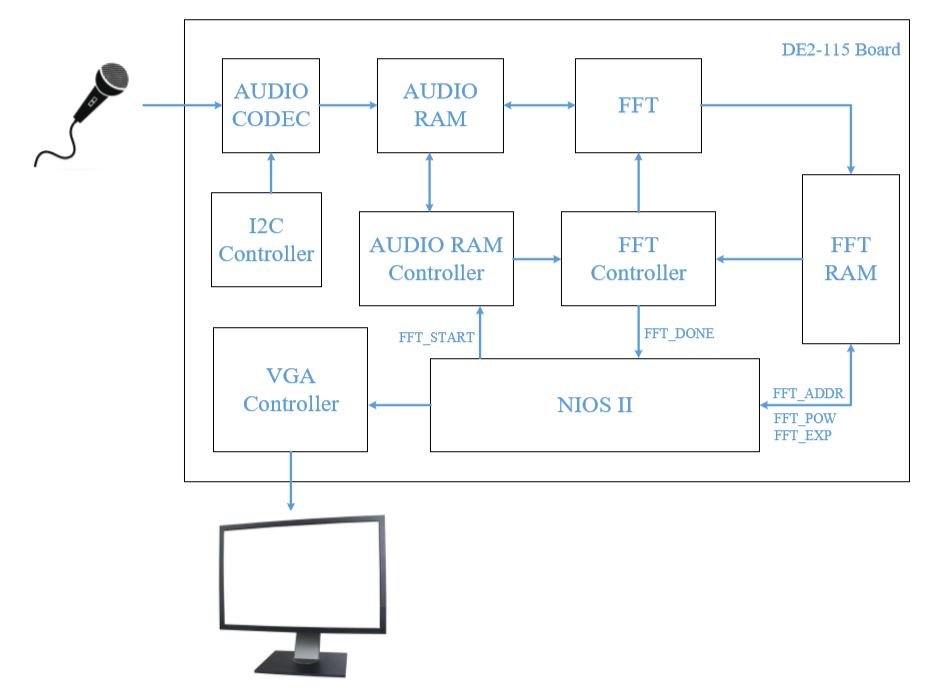 DE2-115 Board
AUDIO
CODEC
AUDIO
RAM
FFT
I2C
Controller
AUDIO RAM
Controller
FFT
Controller
FFT
RAM
FFT_START
FFT_DONE
VGA
Controller
NIOS II
FFT_ADDR
FFT_POW
FFT_EXP